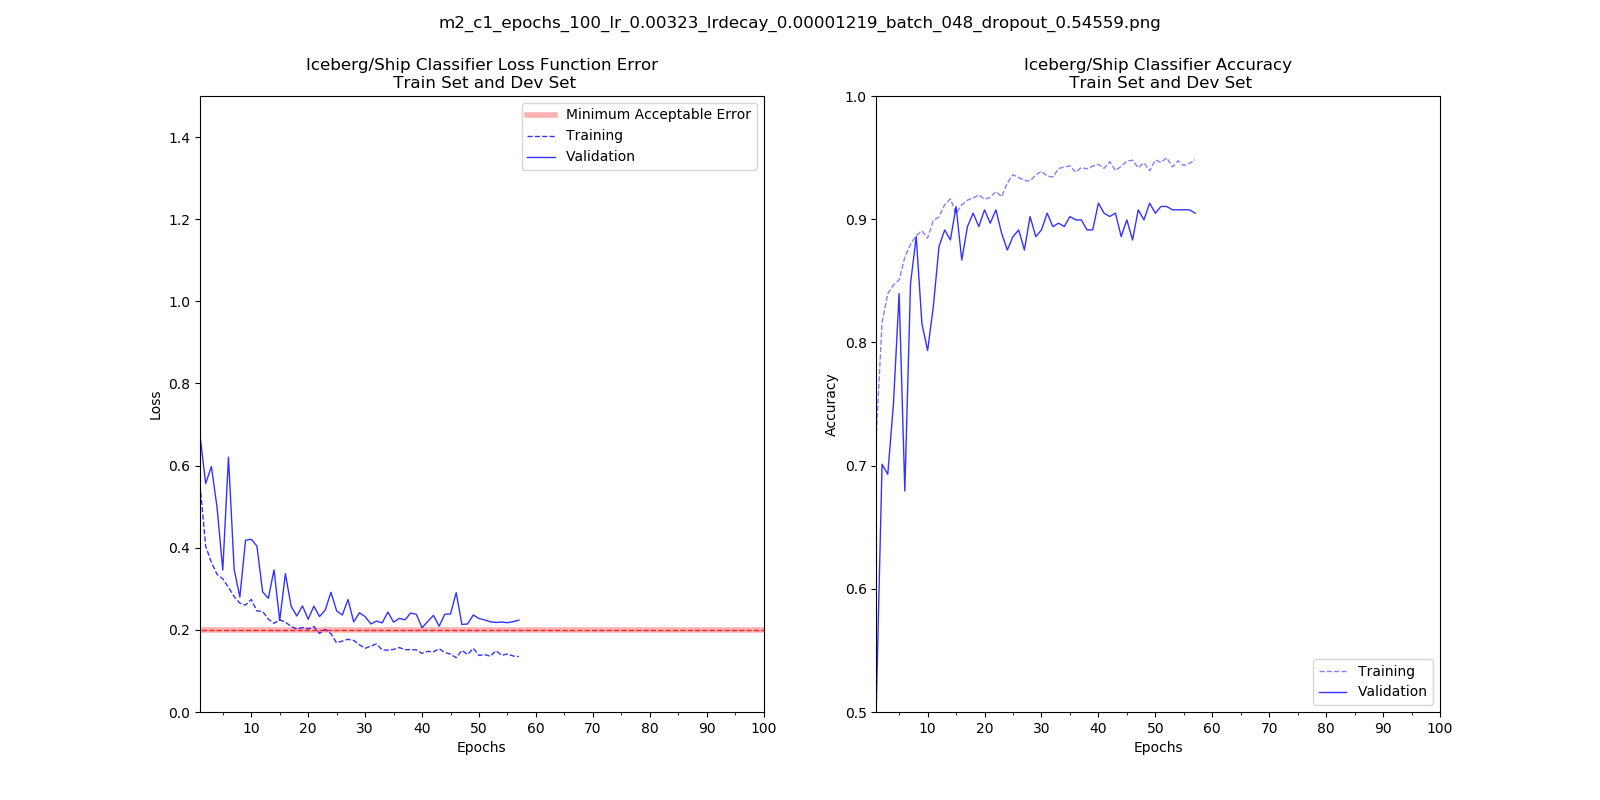 m2_c1_epochs_100_lr_0.00323_lrdecay_0.00001219_batch_048_dropout_0.54559.png
Iceberg/Ship Classifier Loss Function Error
Train Set and Dev Set
1.4
1.2
1.0
0.8
0.6
0.4
0.2
0.0
Loss
Minimum Acceptable Error
Training
Validation
10 20 30 40 50 60 70 80 90 100
Epochs
Iceberg/Ship Classifier Accuracy
Train Set and Dev Set
1.0
0.9
0.8
0.7
0.6
0.5
Accuracy
Training
Validation
10 20 30 40 50 60 70 80 90 100
Epochs